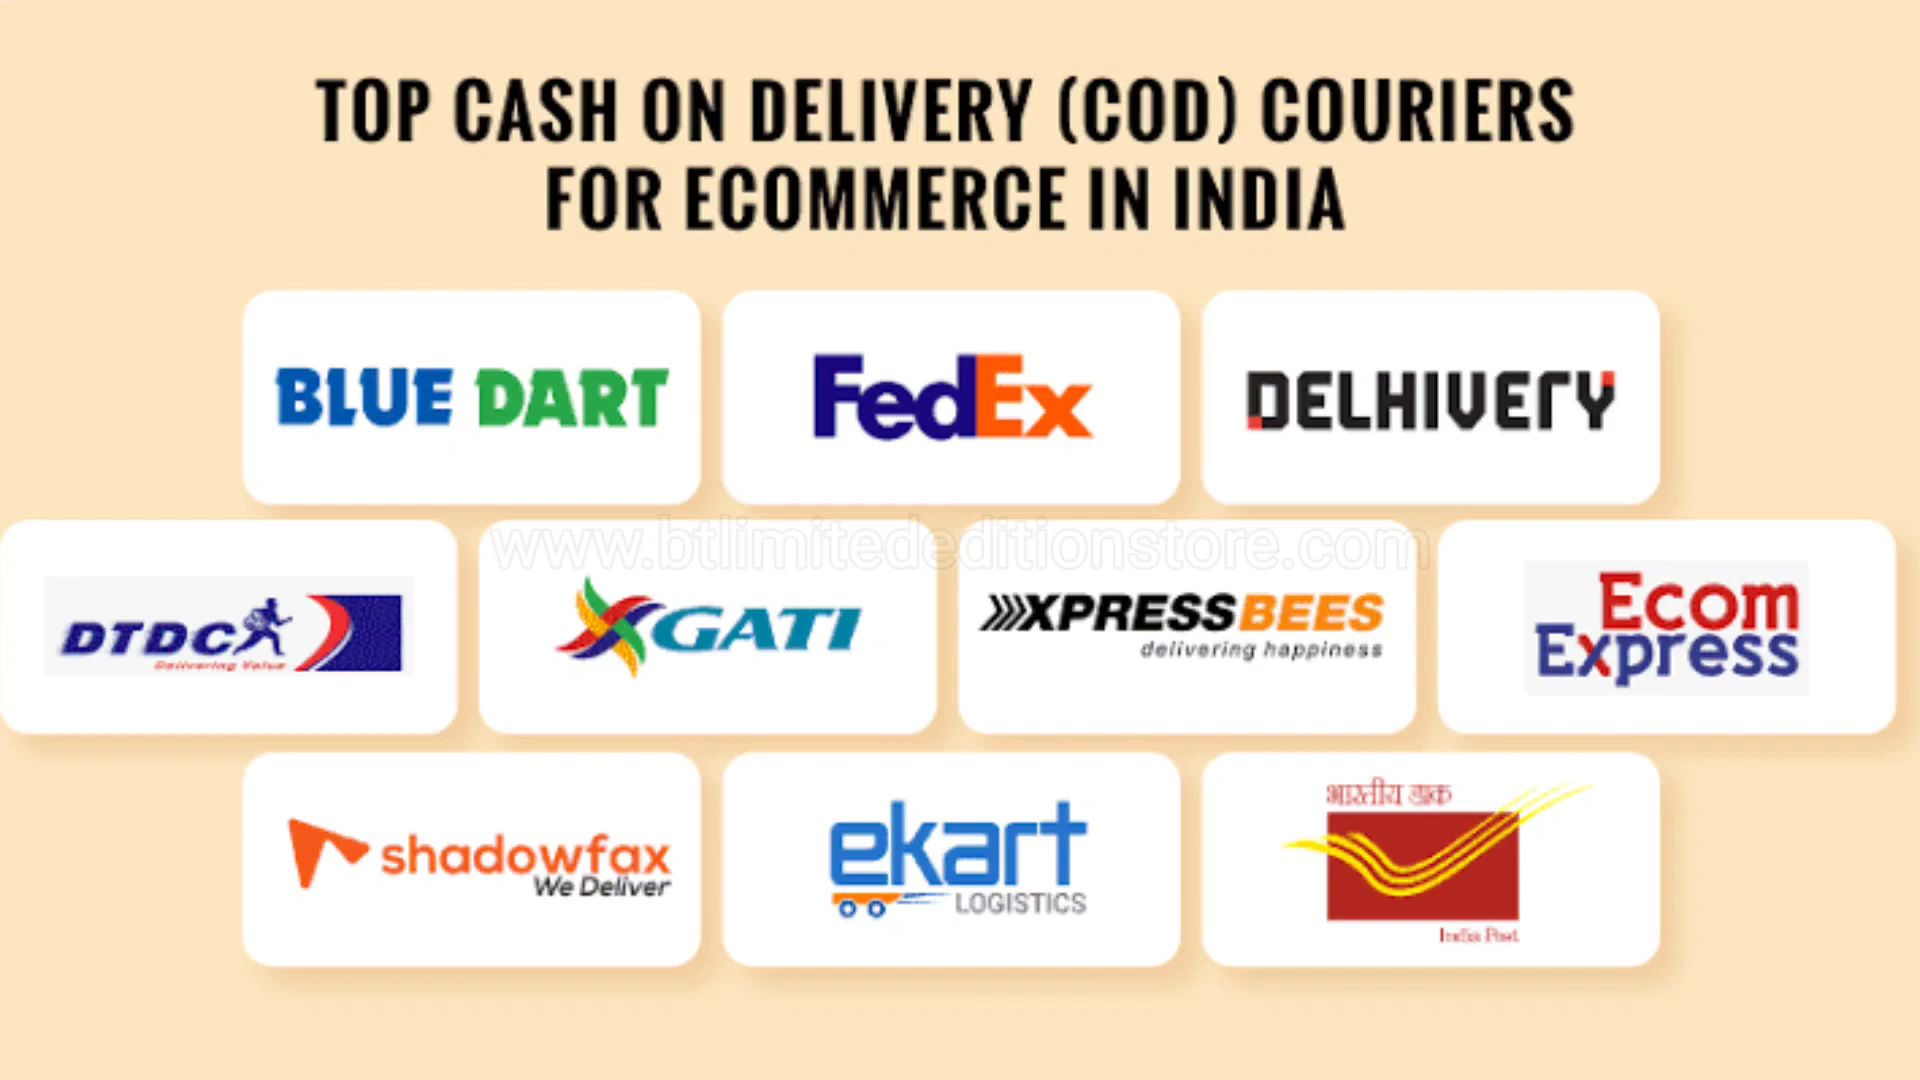 TOP CASH ON DELIVERY (COD) COURIERS
FOR ECOMMERCE IN INDIA
BLUE DART
FedEx
DELHIVERY
www.btlimitededitionstore.com
DTDC
Delivering Value
GATI
XPRESSBEES
delivering happiness
Ecom
Express
shadowfax
We Deliver
ekart
LOGISTICS
भारतीय डाक
India Post